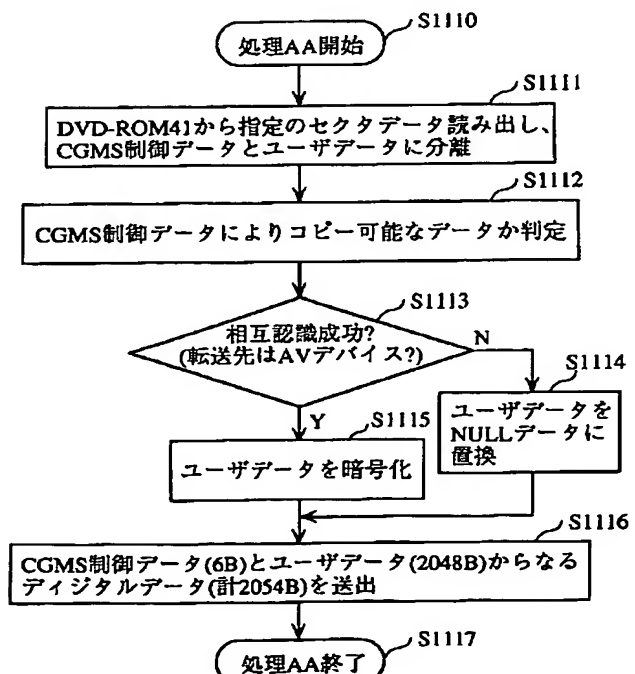 S1110
処理AA開始
S1111
DVD-ROM41から指定のセクタデータ読み出し、
CGMS制御データとユーザデータに分離
S1112
CGMS制御データによりコピー可能なデータか判定
S1113
相互認識成功?
(転送先はAVデバイス?)
N
S1114
ユーザデータを
NULLデータに
置換
Y
S1115
ユーザデータを暗号化
S1116
CGMS制御データ(6B)とユーザデータ(2048B)からなる
ディジタルデータ(計2054B)を送出
S1117
処理AA終了